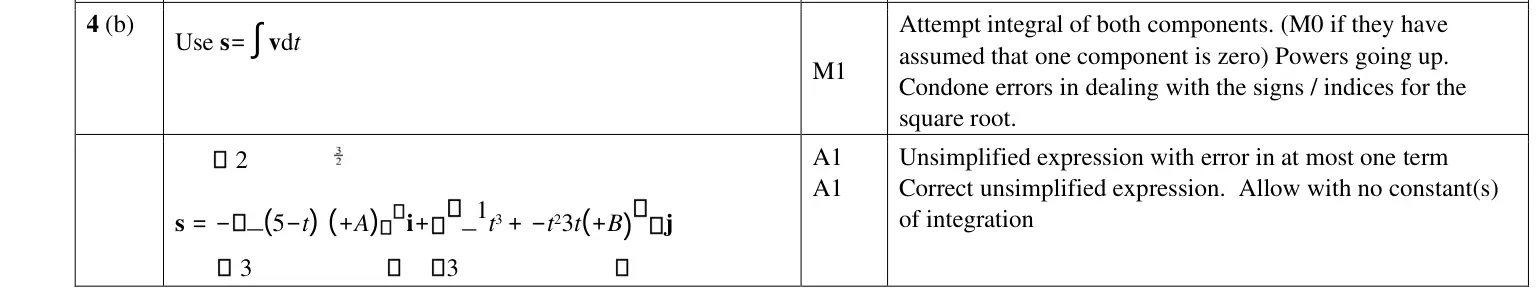 4 (b)
Use s= ∫ vdt
M1
Attempt integral of both components. (M0 if they have
assumed that one component is zero) Powers going up.
Condone errors in dealing with the signs / indices for the
square root.
▯ 2 3/2
s = -▯_(5-t) (+A)▯▯i+▯▯_1t³ + -t²3t(+B)▯▯j
▯ 3 ▯ ▯3 ▯
A1
A1
Unsimplified expression with error in at most one term
Correct unsimplified expression. Allow with no constant(s)
of integration